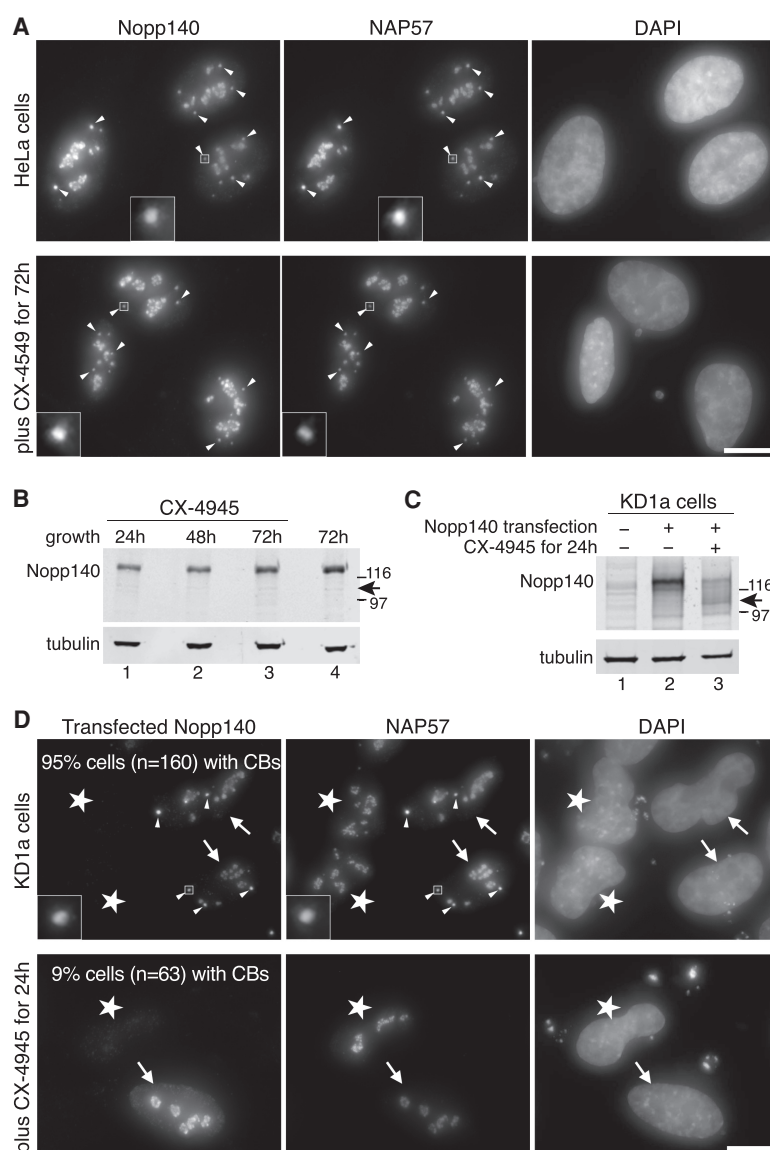 A
Nopp140 NAP57 DAPI
HeLa cells
plus CX-4549 for 72h
B
CX-4945
growth 24h 48h 72h 72h
Nopp140
116
97
tubulin
1 2 3 4
C
KD1a cells
Nopp140 transfection – + +
CX-4945 for 24h – – +
Nopp140
116
97
tubulin
1 2 3
D
Transfected Nopp140 NAP57 DAPI
KD1a cells
95% cells (n=160) with CBs
plus CX-4945 for 24h
9% cells (n=63) with CBs